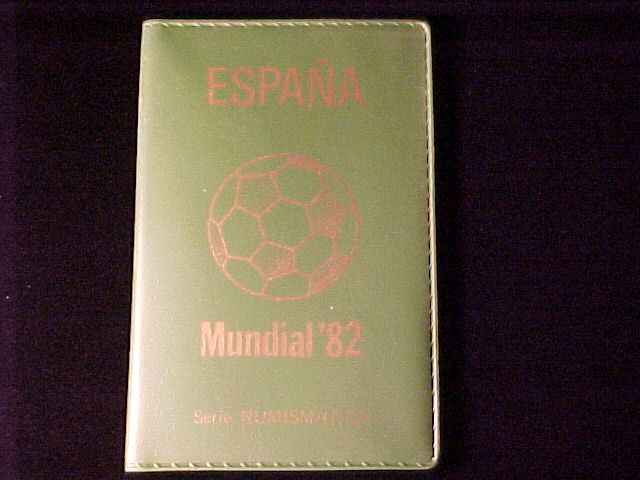 ESPAÑA
Mundial '82
Serie NUMISMATICA